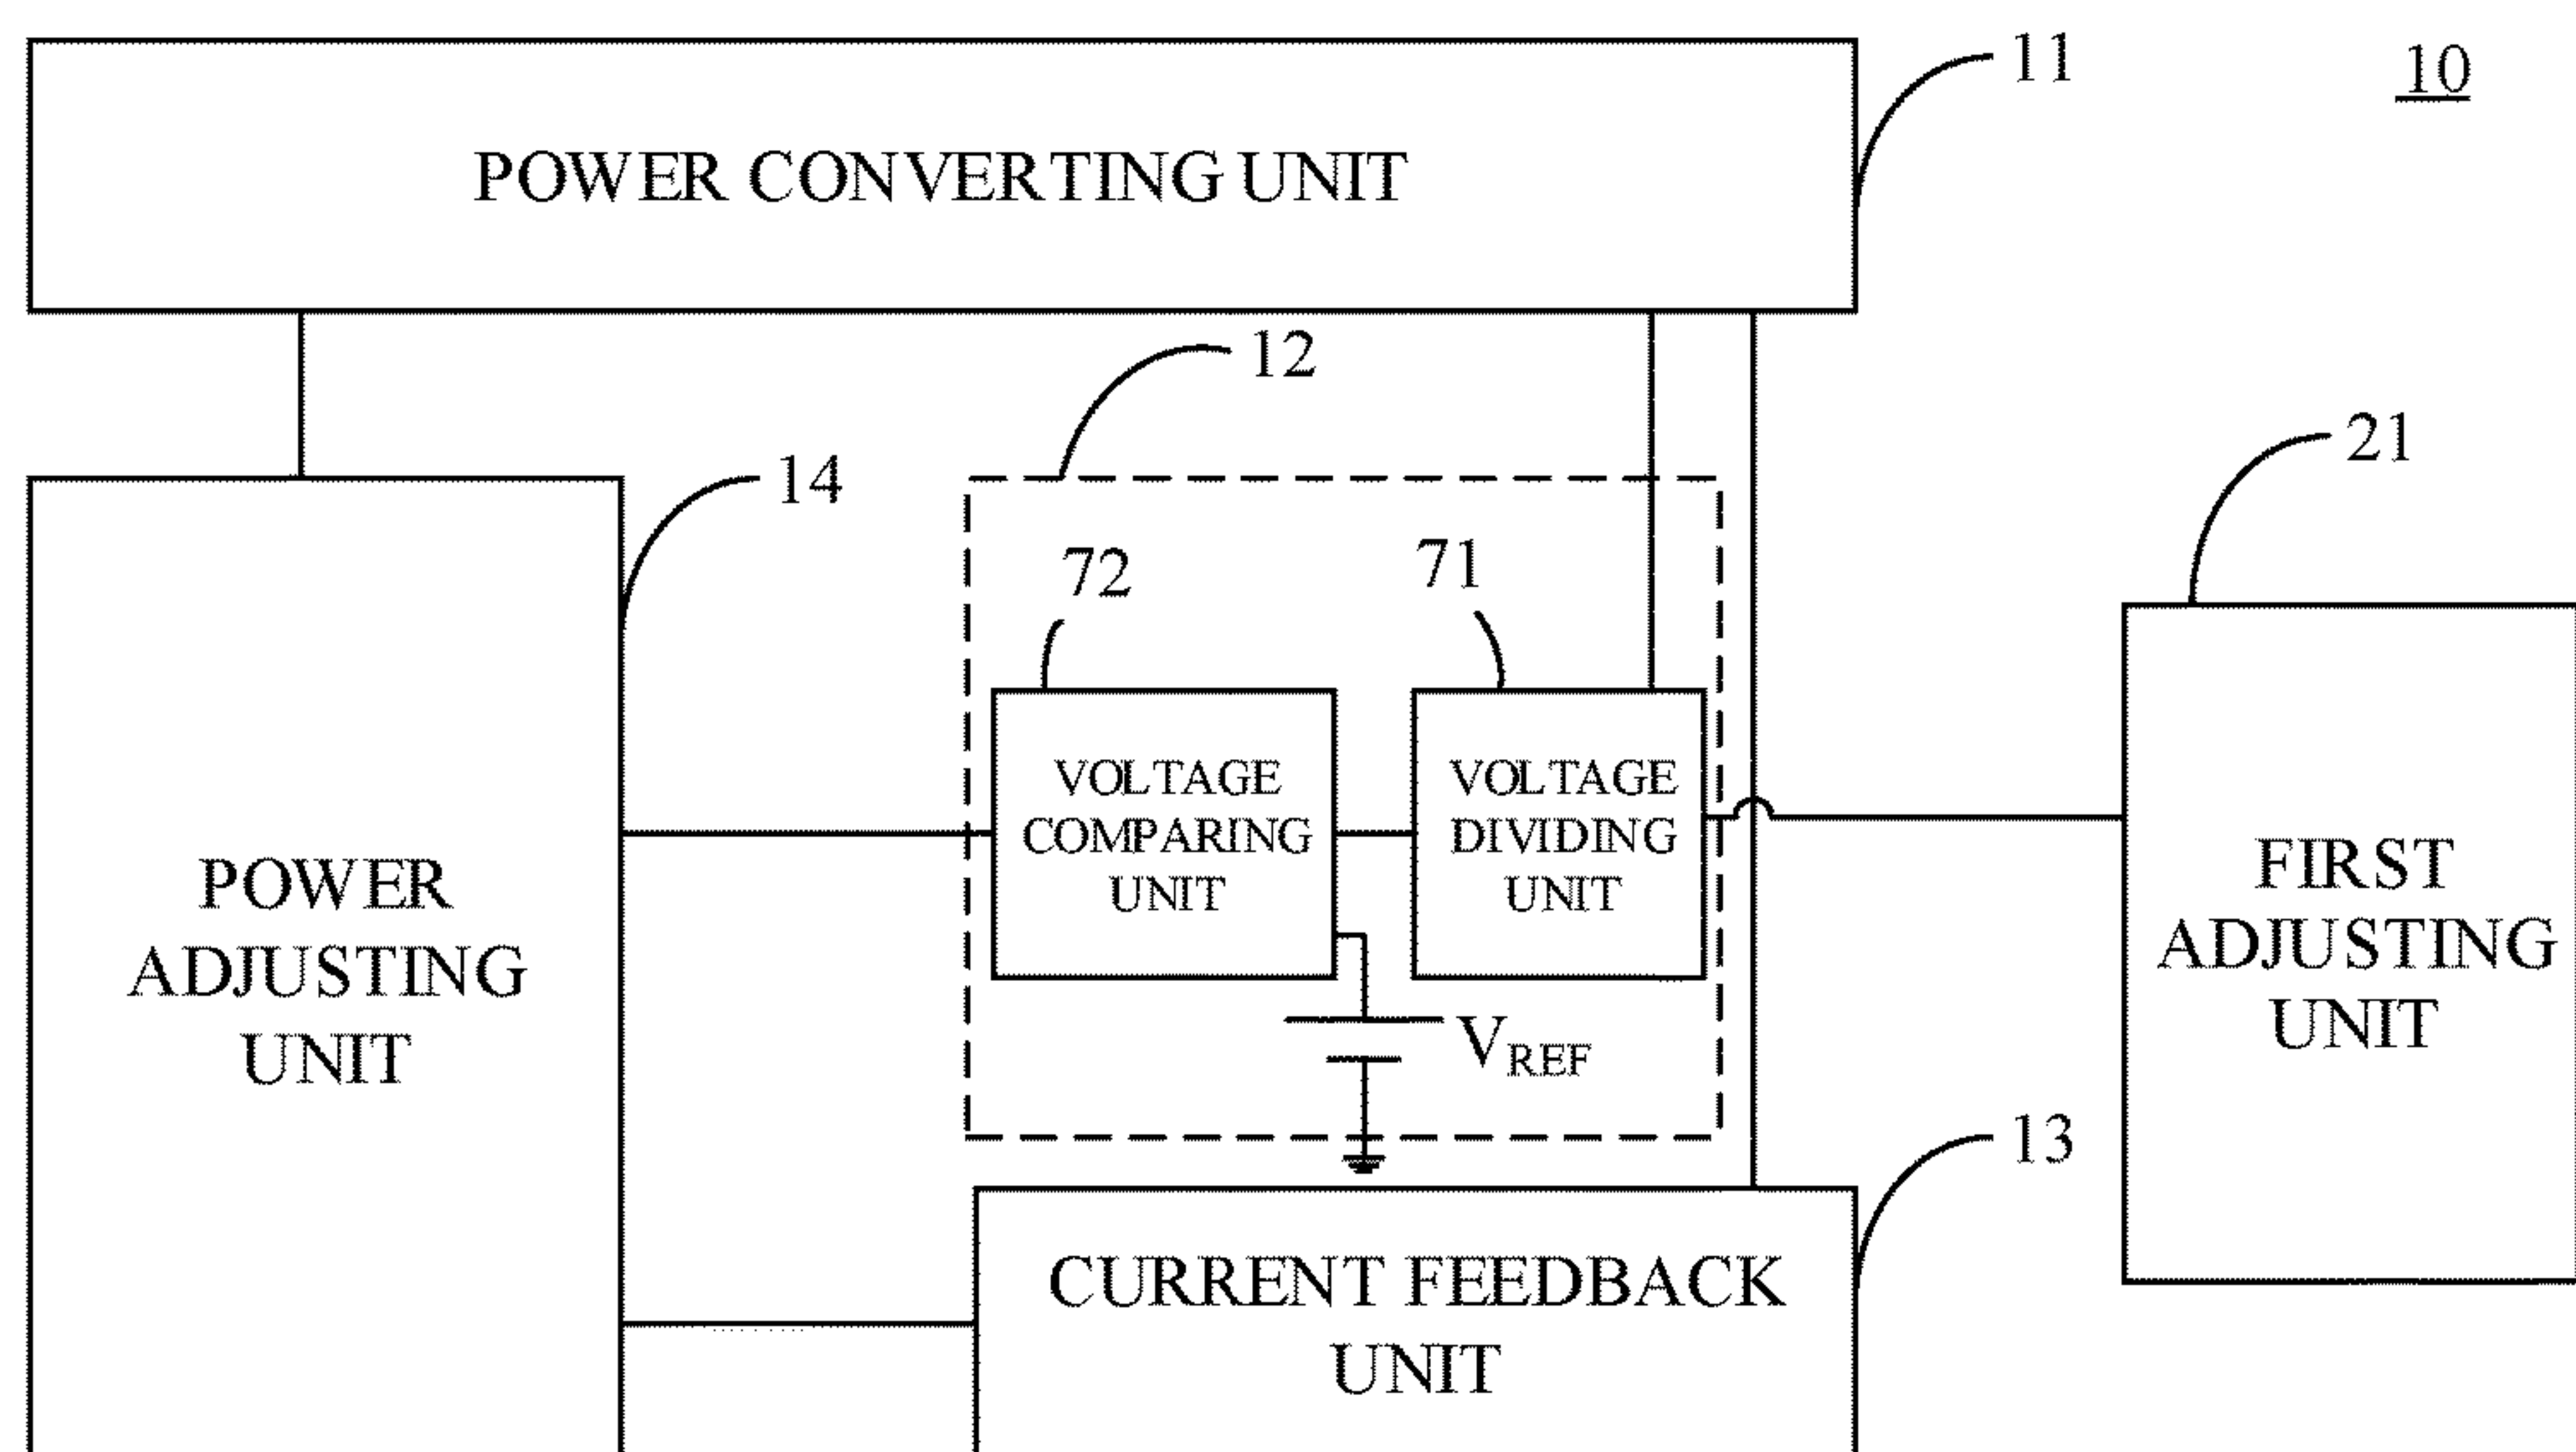 11
10
POWER CONVERTING UNIT
12
21
14
72
71
VOLTAGE
COMPARING
UNIT
VOLTAGE
DIVIDING
UNIT
POWER
ADJUSTING
UNIT
FIRST
ADJUSTING
UNIT
VREF
13
CURRENT FEEDBACK
UNIT